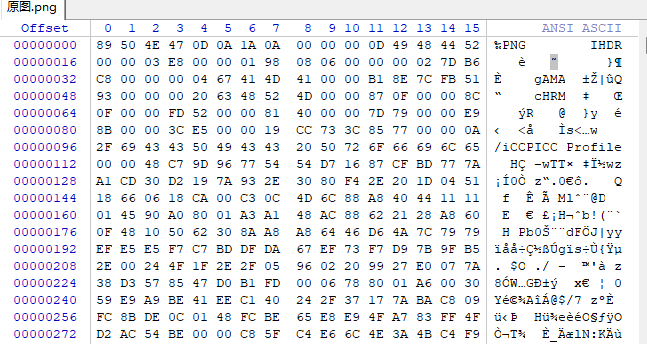 原图.png
Offset 0 1 2 3 4 5 6 7 8 9 10 11 12 13 14 15 ANSI ASCII
00000000 89 50 4E 47 0D 0A 1A 0A 00 00 00 0D 49 48 44 52 ‰PNG IHDR
00000016 00 00 03 E8 00 00 01 98 08 06 00 00 02 7D B6 è ˜ }¶
00000032 C8 00 00 00 04 67 41 4D 41 00 00 B1 8E 7C FB 51 È gAMA ±Ž|ûQ
00000048 93 00 00 00 20 63 48 52 4D 00 00 87 0F 00 00 8C “ cHRM ‡ Œ
00000064 0F 00 00 FD 52 00 00 81 40 00 00 7D 79 00 00 E9 ýR @ }y é
00000080 8B 00 00 3C E5 00 00 19 CC 73 3C 85 77 00 00 0A ‹ <å Ìs<…w
00000096 2F 69 43 43 50 49 43 43 20 50 72 6F 66 69 6C 65 /iCCPICC Profile
00000112 00 00 48 C7 9D 96 77 54 54 D7 16 87 CF BD 77 7A HÇ –wTT× ‡Ï½wz
00000128 A1 CD 30 D2 19 7A 93 2E 30 80 F4 2E 20 1D 04 51 ¡Í0Ò z“.0€ô. Q
00000144 18 66 06 18 CA 00 C3 0C 4D 6C 88 A8 40 44 11 11 f Ê Ã Mlˆ¨@D
00000160 01 45 90 A0 80 01 A3 A1 48 AC 88 62 21 28 A8 60 E € £¡H¬ˆb!(¨`
00000176 0F 48 10 50 62 30 8A A8 A8 64 46 D6 4A 7C 79 79 H Pb0Š¨¨dFÖJ|yy
00000192 EF E5 E5 F7 C7 BD DF DA 67 EF 73 F7 D9 7B 9F B5 ïåå÷Ç½ßÚgïs÷Ù{Ÿµ
00000208 2E 00 24 4F 1F 2E 2F 05 96 02 20 99 27 E0 07 7A . $O ./ – ™'à z
00000224 38 D3 57 85 47 D0 B1 FD 00 06 78 80 01 A6 00 30 8ÓW…GÐ±ý x€ ¦ 0
00000240 59 E9 A9 BE 41 EE C1 40 24 2F 37 17 7A BA C8 09 Yé©¾AîÁ@$/7 zºÈ
00000256 FC 8B DE 0C 01 48 FC BE 65 E8 E9 4F A7 83 FF 4F ü‹Þ Hü¾eèéO§ƒÿO
00000272 D2 AC 54 BE 00 00 C8 5F C4 E6 6C 4E 3A 4B C4 F9 Ò¬T¾ È_ÄælN:KÄù